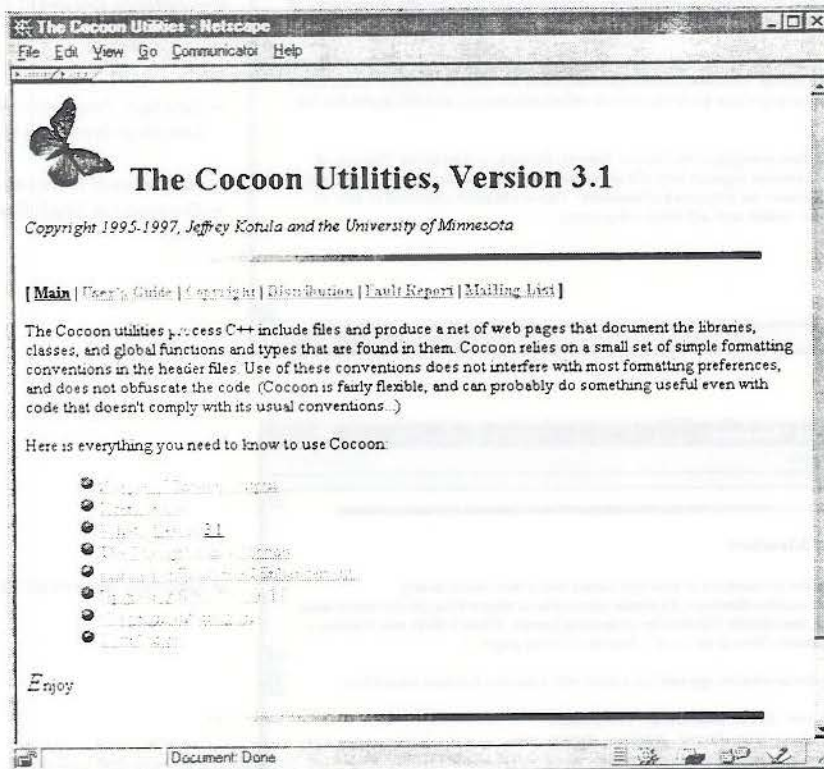 The Cocoon Utilities - Netscape
File Edit View Go Communicator Help
The Cocoon Utilities, Version 3.1
Copyright 1995-1997, Jeffrey Kotula and the University of Minnesota
[ Main | User's Guide | Copyright | Distribution | Fault Report | Mailing List ]
The Cocoon utilities process C++ include files and produce a net of web pages that document the libraries,
classes, and global functions and types that are found in them. Cocoon relies on a small set of simple formatting
conventions in the header files. Use of these conventions does not interfere with most formatting preferences,
and does not obfuscate the code. (Cocoon is fairly flexible, and can probably do something useful even with
code that doesn't comply with its usual conventions...)
Here is everything you need to know to use Cocoon:
3.1
Enjoy
Document: Done